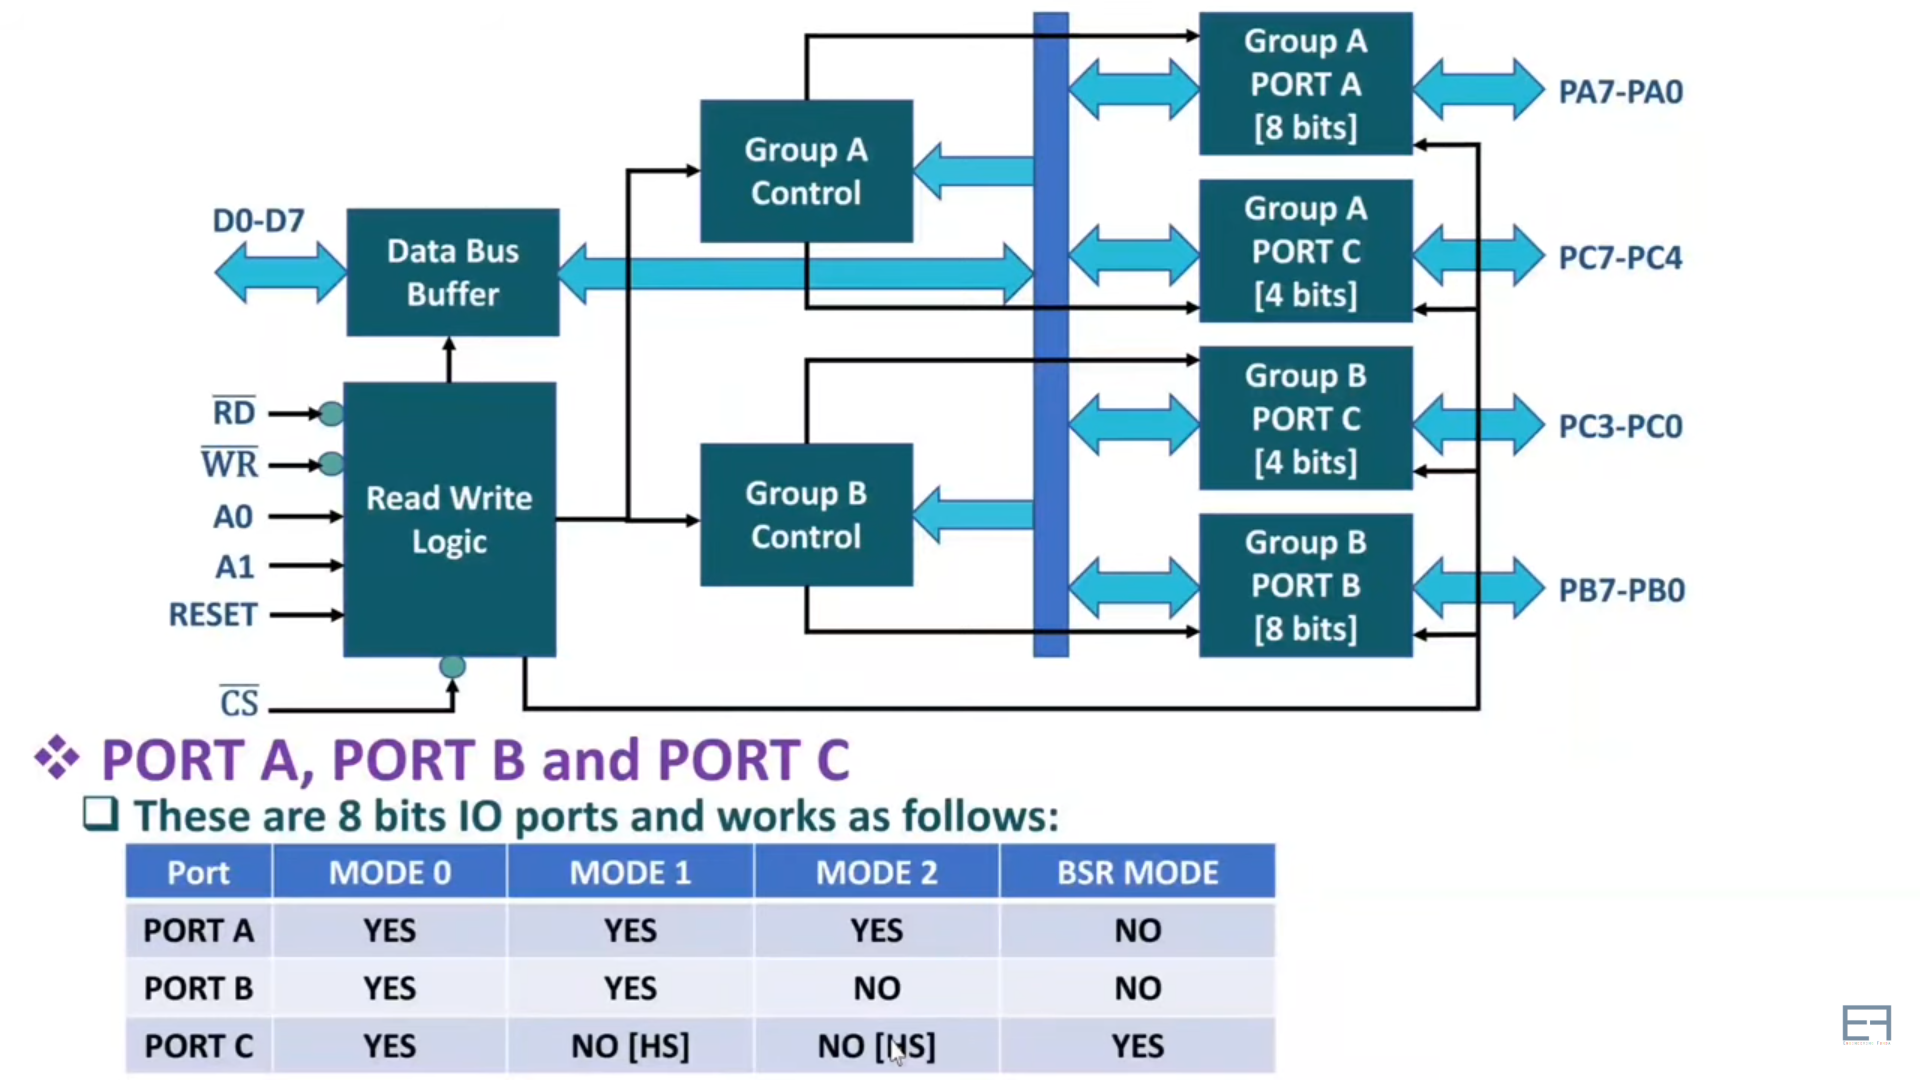 Group A
PORT A
[8 bits]
PA7-PA0
Group A
Control
Group A
PORT C
[4 bits]
PC7-PC4
D0-D7
Data Bus
Buffer
Group B
PORT C
[4 bits]
PC3-PC0
R̅D̅
W̅R̅
A0
A1
RESET
C̅S̅
Read Write
Logic
Group B
Control
Group B
PORT B
[8 bits]
PB7-PB0
❖ PORT A, PORT B and PORT C
❑ These are 8 bits IO ports and works as follows:
Port MODE 0 MODE 1 MODE 2 BSR MODE
PORT A YES YES YES NO
PORT B YES YES NO NO
PORT C YES NO [HS] NO [HS] YES
EF